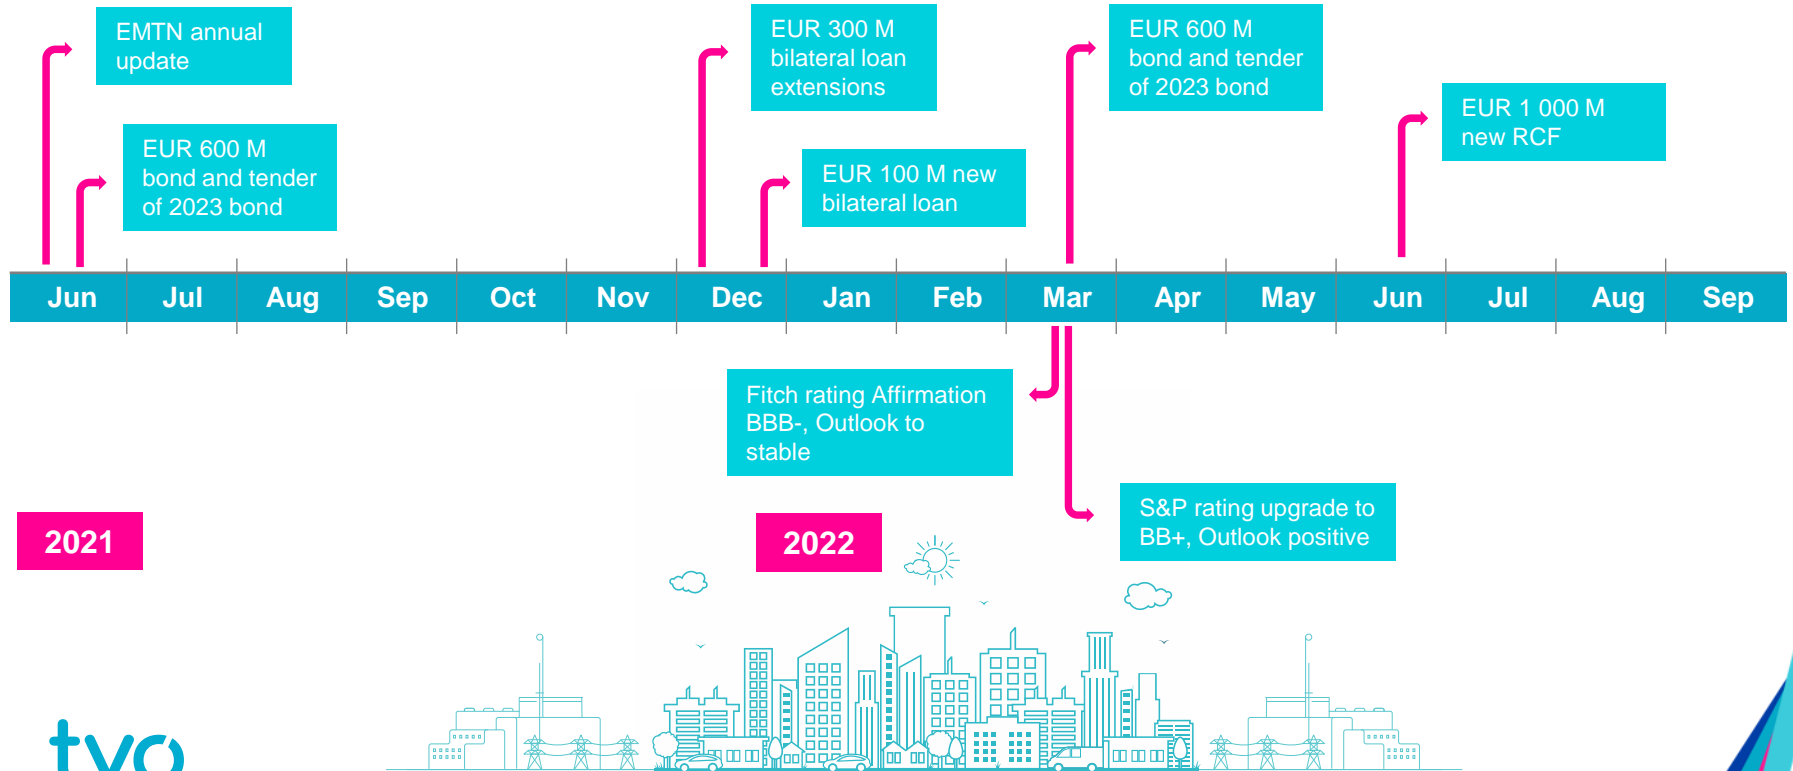 EMTN annual
update
EUR 600 M
bond and tender
of 2023 bond
EUR 300 M
bilateral loan
extensions
EUR 100 M new
bilateral loan
EUR 600 M
bond and tender
of 2023 bond
EUR 1 000 M
new RCF
Jun Jul Aug Sep Oct Nov Dec Jan Feb Mar Apr May Jun Jul Aug Sep
Fitch rating Affirmation
BBB-, Outlook to
stable
S&P rating upgrade to
BB+, Outlook positive
2021
2022
tvo